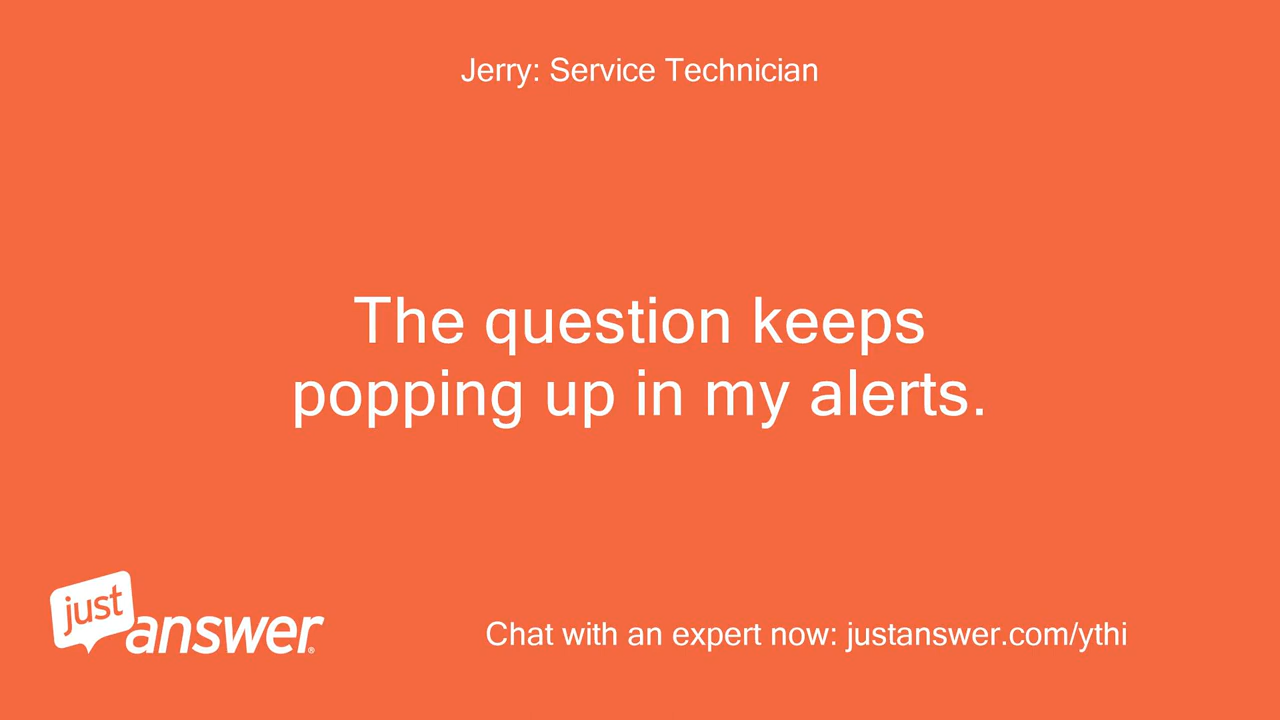 Jerry: Service Technician
The question keeps
popping up in my alerts.
just
answer®
Chat with an expert now: justanswer.com/ythi